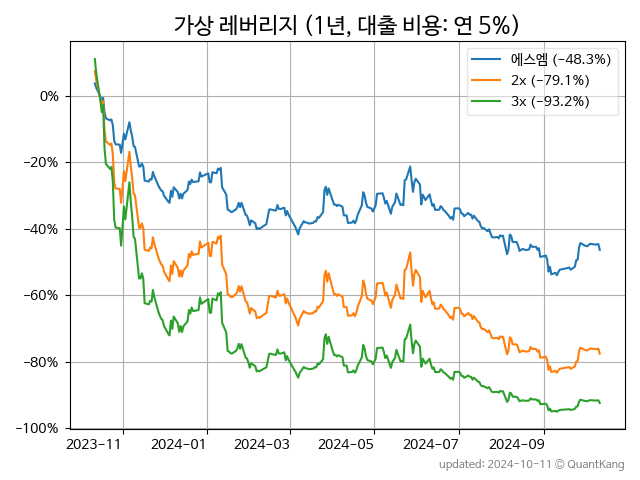 가상 레버리지 (1년, 대출 비용: 연 5%)
에스엠 (−48.3%)
2x (−79.1%)
3x (−93.2%)
0%
−20%
−40%
−60%
−80%
−100%
2023−11
2024−01
2024−03
2024−05
2024−07
2024−09
updated: 2024-10-11 © QuantKang